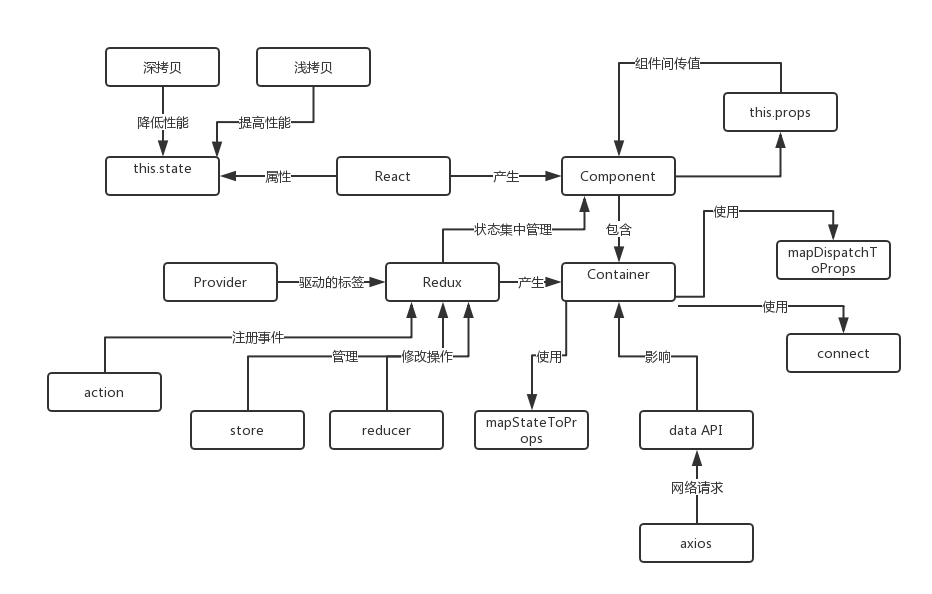 深拷贝
浅拷贝
组件间传值
this.props
降低性能
提高性能
this.state
属性
React
产生
Component
使用
状态集中管理
包含
mapDispatchT
oProps
Provider
驱动的标签
Redux
产生
Container
使用
注册事件
管理
修改操作
使用
影响
connect
action
store
reducer
mapStateToPr
ops
data API
网络请求
axios